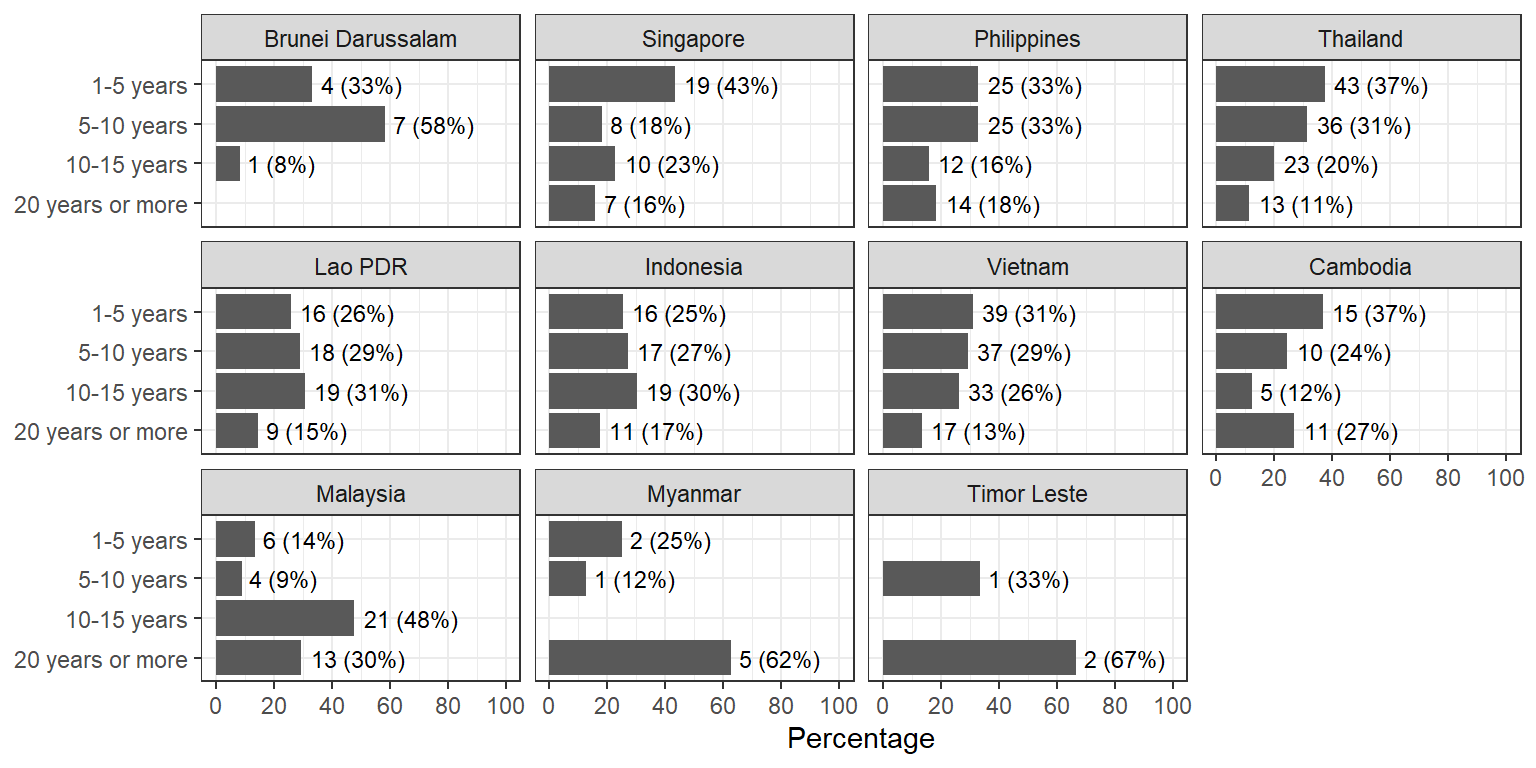 Brunei Darussalam Singapore Philippines Thailand
1-5 years 4 (33%) 19 (43%) 25 (33%) 43 (37%)
5-10 years 7 (58%) 8 (18%) 25 (33%) 36 (31%)
10-15 years 1 (8%) 10 (23%) 12 (16%) 23 (20%)
20 years or more 7 (16%) 14 (18%) 13 (11%)
Lao PDR Indonesia Vietnam Cambodia
1-5 years 16 (26%) 16 (25%) 39 (31%) 15 (37%)
5-10 years 18 (29%) 17 (27%) 37 (29%) 10 (24%)
10-15 years 19 (31%) 19 (30%) 33 (26%) 5 (12%)
20 years or more 9 (15%) 11 (17%) 17 (13%) 11 (27%)
0 20 40 60 80 100
Malaysia Myanmar Timor Leste
1-5 years 6 (14%) 2 (25%)
5-10 years 4 (9%) 1 (12%) 1 (33%)
10-15 years 21 (48%)
20 years or more 13 (30%) 5 (62%) 2 (67%)
0 20 40 60 80 100 0 20 40 60 80 100 0 20 40 60 80 100
Percentage